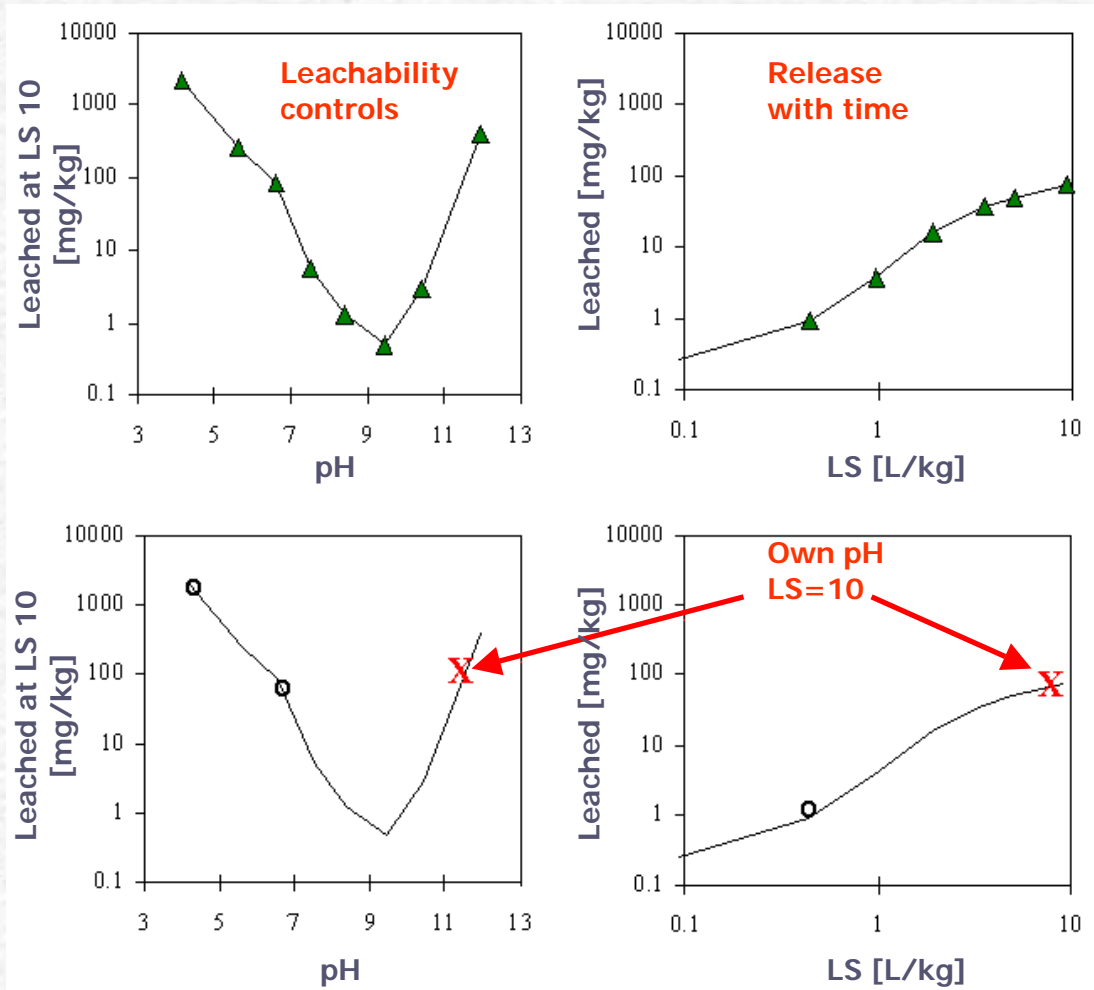 Leachability
controls
Leached at LS 10
[mg/kg]
10000
1000
100
10
1
0.1
3 5 7 9 11 13
pH
Release
with time
Leached [mg/kg]
10000
1000
100
10
1
0.1
0.1 1 10
LS [L/kg]
Leached at LS 10
[mg/kg]
10000
1000
100
10
1
0.1
X
3 5 7 9 11 13
pH
Own pH
LS=10
Leached [mg/kg]
10000
1000
100
10
1
0.1
X
0.1 1 10
LS [L/kg]